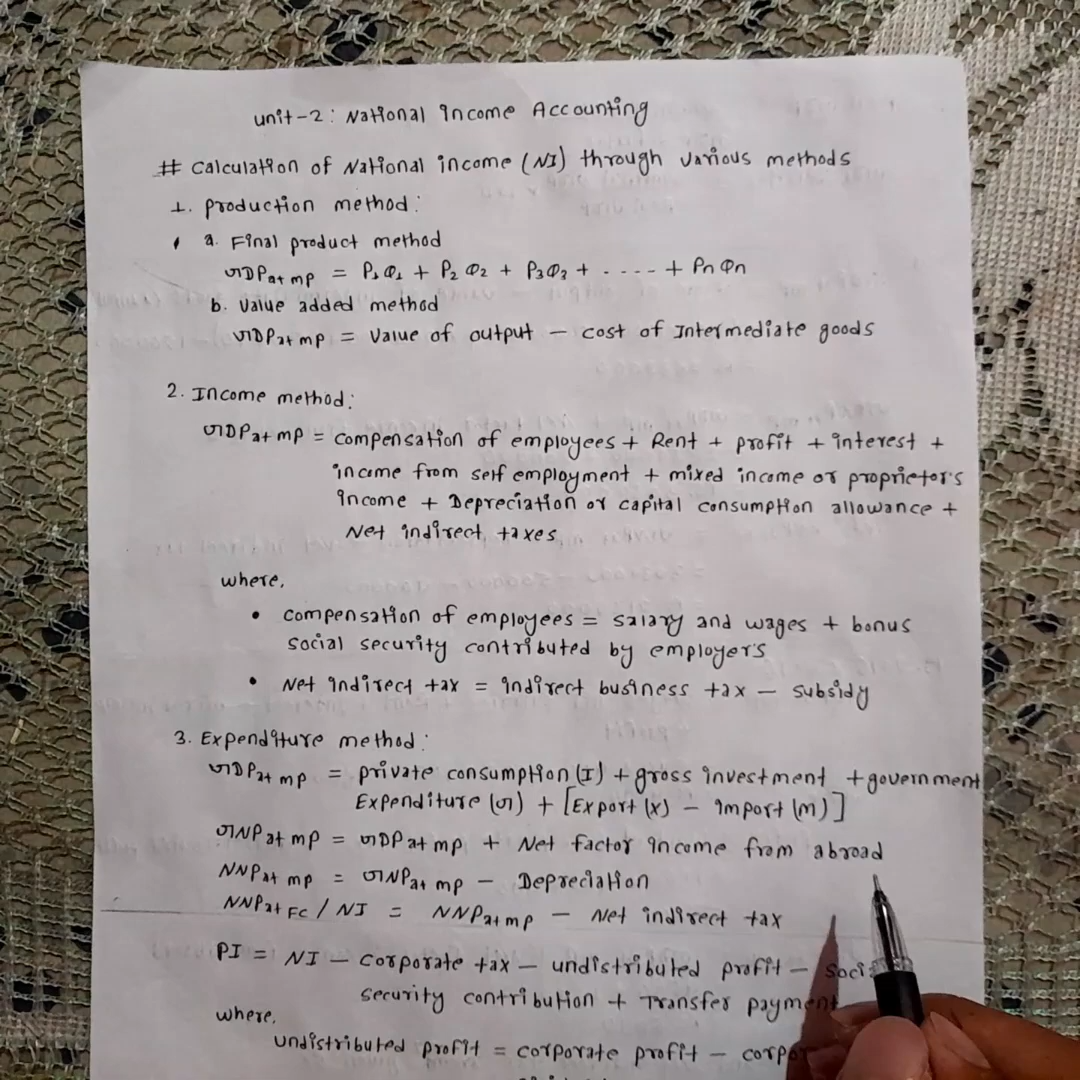 unit-2: National Income Accounting
# Calculation of National income (NI) through various methods
1. production method:
a. Final product method
GDPat mp = P1Q1 + P2Q2 + P3Q3 + ..... + PnQn
b. value added method
GDPat mp = value of output - cost of Intermediate goods
2. Income method:
GDPat mp = compensation of employees + Rent + profit + interest +
income from self employment + mixed income or proprietor's
income + Depreciation or capital consumption allowance +
Net indirect taxes
where,
• compensation of employees = salary and wages + bonus
social security contributed by employer's
• Net indirect tax = indirect business tax - subsidy
3. Expenditure method:
GDPat mp = private consumption (I) + gross investment + government
Expenditure (G) + [Export (X) - import (M)]
GNPat mp = GDPat mp + Net factor income from abroad
NNPat mp = GNPat mp - Depreciation
NNPat FC / NI = NNPat mp - Net indirect tax
PI = NI - corporate tax - undistributed profit -
security contribution + Transfer payment
where,
undistributed profit = corporate profit -